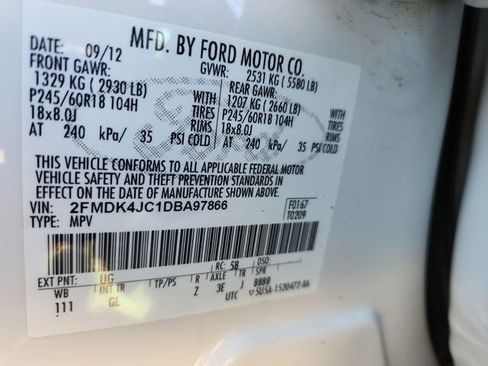 MFD. BY FORD MOTOR CO.
DATE: 09/12 GVWR: 2531 KG ( 5580 LB)
FRONT GAWR: REAR GAWR:
1329 KG ( 2930 LB) WITH 1207 KG ( 2660 LB) WITH
P245/60R18 104H TIRES P245/60R18 104H TIRES
18x8.0J RIMS 18x8.0J RIMS
AT 240 kPa/ 35 PSI COLD AT 240 kPa/ 35 PSI COLD
THIS VEHICLE CONFORMS TO ALL APPLICABLE FEDERAL MOTOR
VEHICLE SAFETY AND THEFT PREVENTION STANDARDS IN
EFFECT ON THE DATE OF MANUFACTURE SHOWN ABOVE.
VIN: 2FMDK4JC1DBA97866 F0167
TYPE: MPV T0209
EXT PNT: UG RC: 58 DSO:
WB INT TR TP/PS R AXLE TR SPR
111 GL Z 3E J BBBB
UTC